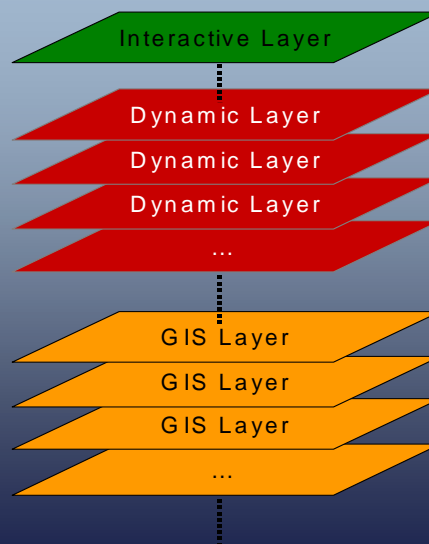 Interactive Layer
Dynamic Layer
Dynamic Layer
Dynamic Layer
...
GIS Layer
GIS Layer
GIS Layer
...